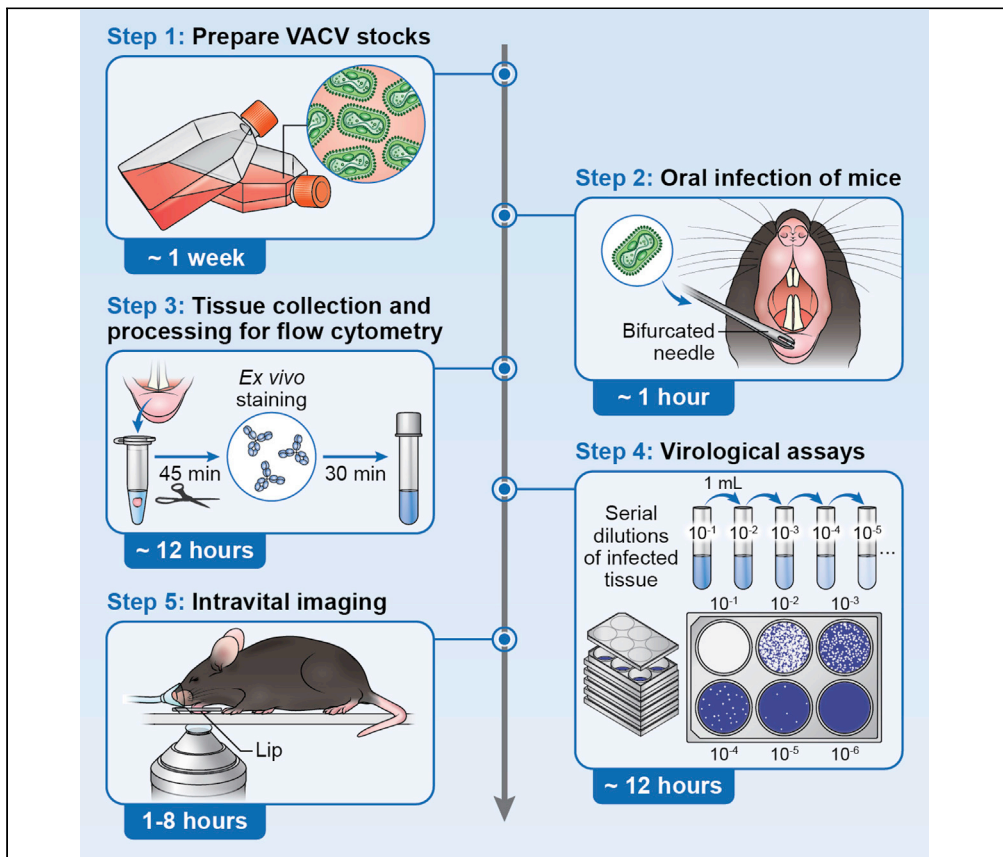 Step 1: Prepare VACV stocks
~ 1 week
Step 2: Oral infection of mice
Bifurcated
needle
~ 1 hour
Step 3: Tissue collection and
processing for flow cytometry
Ex vivo
staining
45 min
30 min
~ 12 hours
Step 4: Virological assays
1 mL
Serial
dilutions
of infected
tissue
10⁻¹ 10⁻² 10⁻³ 10⁻⁴ 10⁻⁵ ...
10⁻¹ 10⁻² 10⁻³
10⁻⁴ 10⁻⁵ 10⁻⁶
~ 12 hours
Step 5: Intravital imaging
Lip
1-8 hours